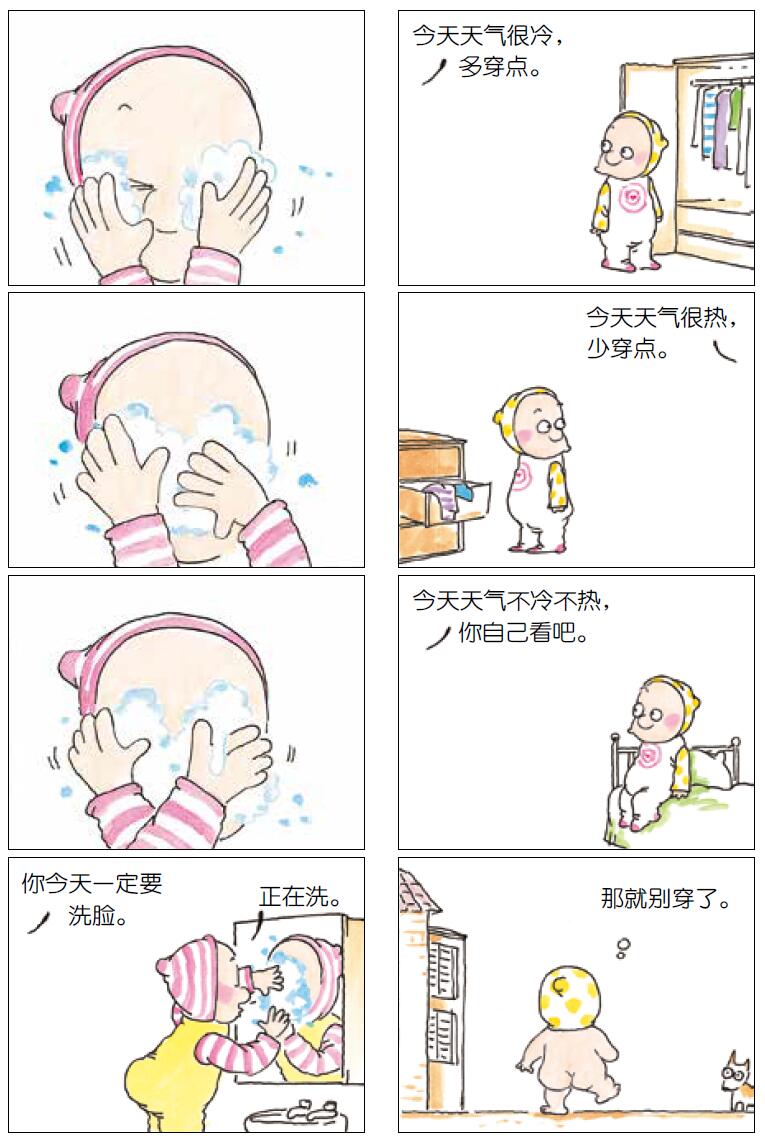 你今天一定要
洗脸。
正在洗。
今天天气很冷，
多穿点。
今天天气很热，
少穿点。
今天天气不冷不热，
你自己看吧。
那就别穿了。